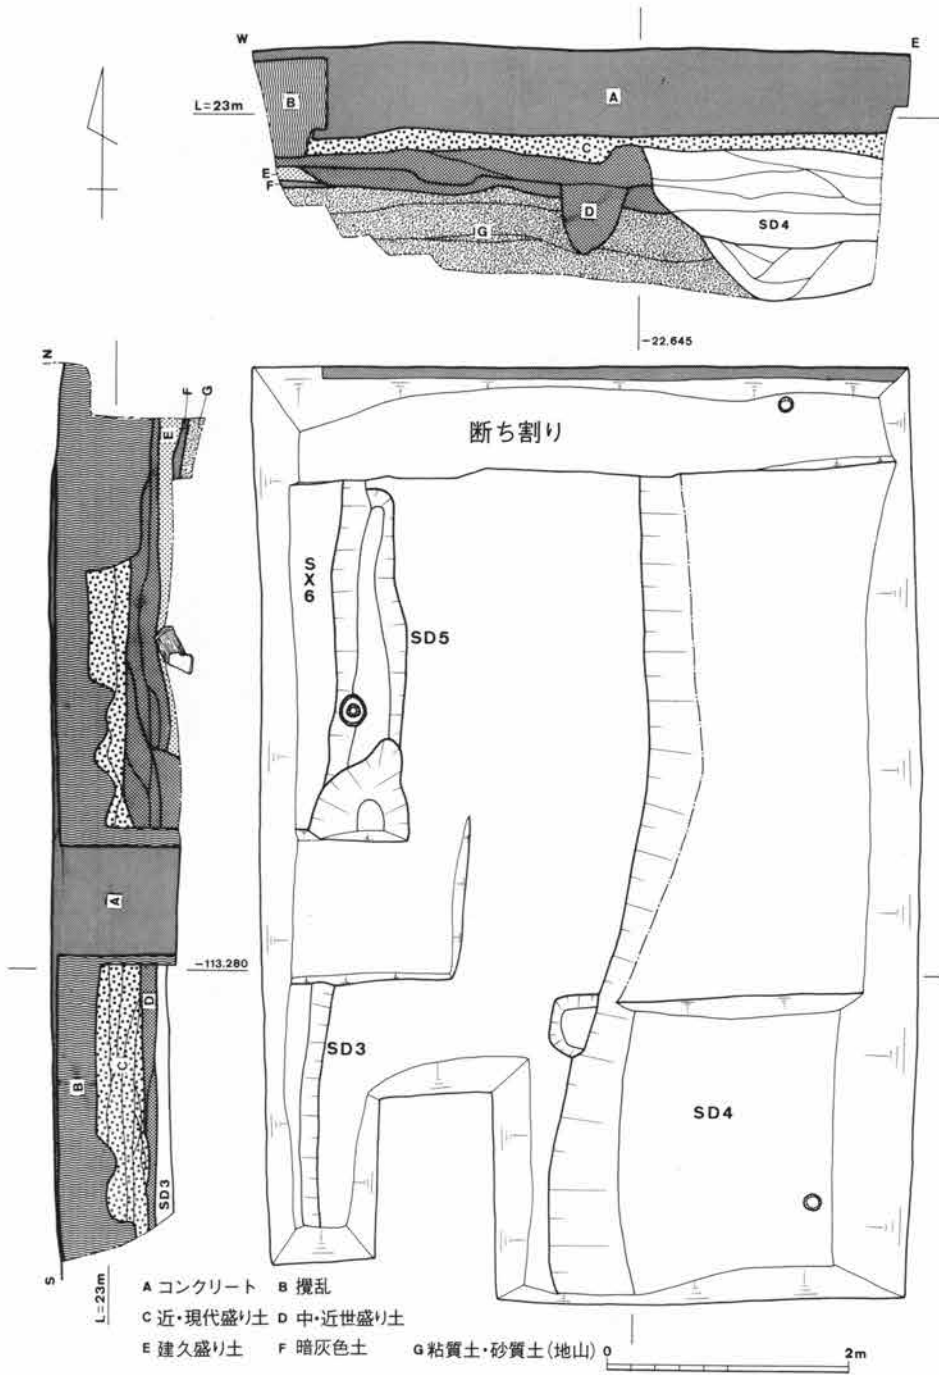 W
E
B
L=23m
A
C
E
F
D
G
SD4
-22.645
N
F
G
E
断ち割り
SX6
SD5
A
-113.280
D
C
B
SD3
SD3
SD4
S
L=23m
A コンクリート B 攪乱
C 近・現代盛り土 D 中・近世盛り土
E 建久盛り土 F 暗灰色土 G 粘質土・砂質土(地山)
0 2m